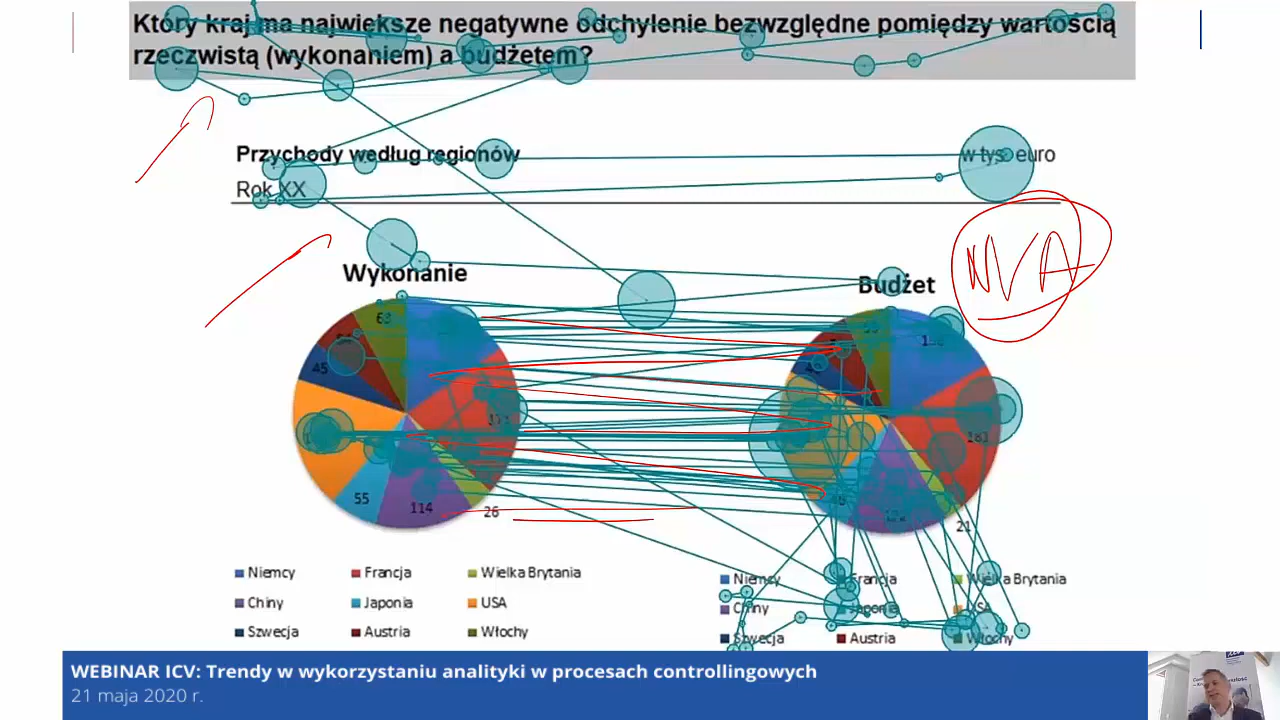 Który kraj ma największe negatywne odchylenie bezwzględne pomiędzy wartością
rzeczwistą (wykonaniem) a budżetem?
Przychody według regionów
w tys. euro
Rok XX
NVA
Wykonanie
Budżet
63
45
114
55
26
181
21
Niemcy Francja Wielka Brytania
Chiny Japonia USA
Szwecja Austria Włochy
Niemcy Francja Wielka Brytania
Chiny Japonia USA
Szwecja Austria Włochy
WEBINAR ICV: Trendy w wykorzystaniu analityki w procesach controllingowych
21 maja 2020 r.